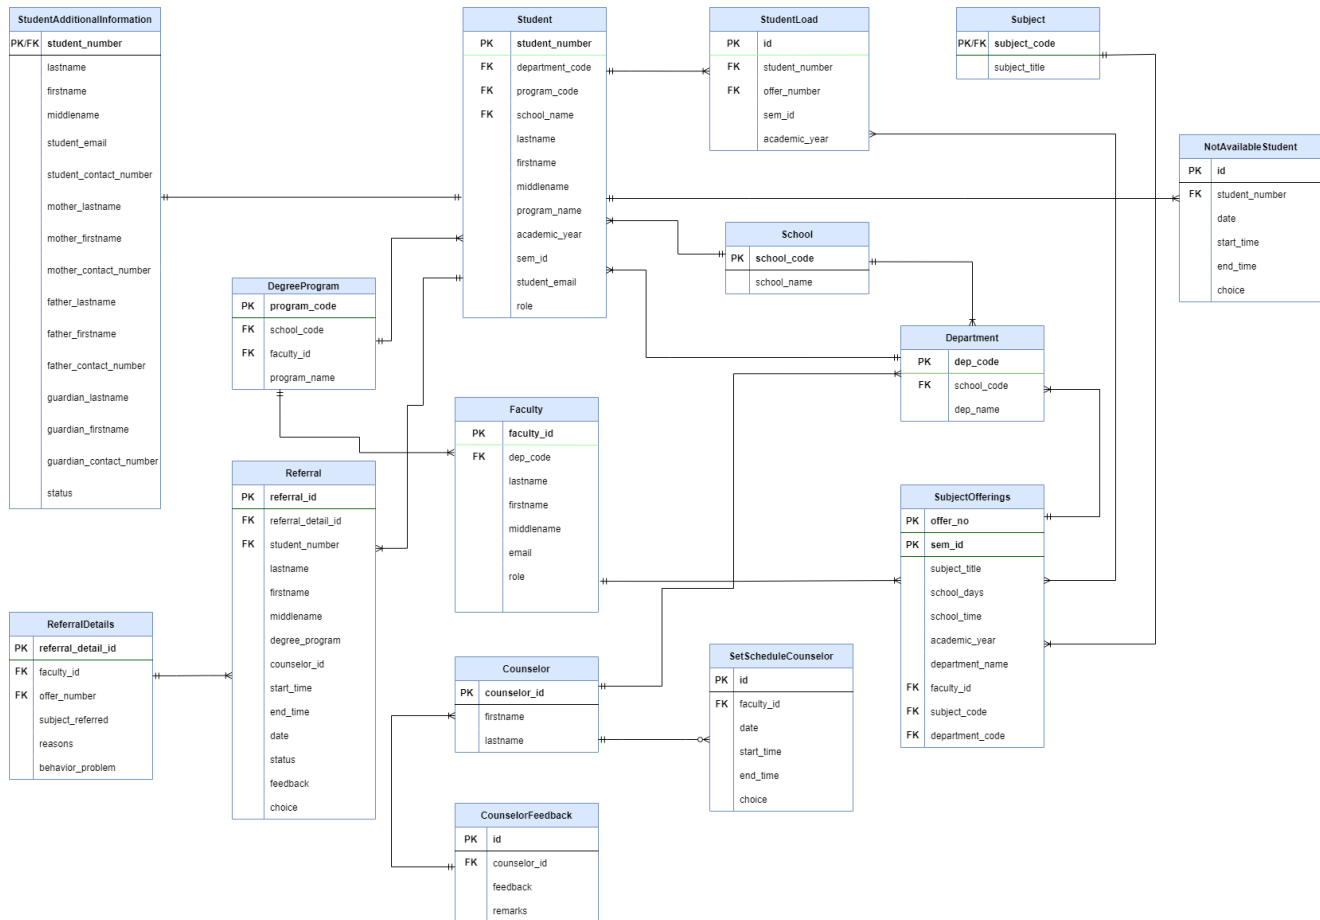 StudentAdditionalInformation
PK/FK student_number
lastname
firstname
middlename
student_email
student_contact_number
mother_lastname
mother_firstname
mother_contact_number
father_lastname
father_firstname
father_contact_number
guardian_lastname
guardian_firstname
guardian_contact_number
status
Student
PK student_number
FK department_code
FK program_code
FK school_name
lastname
firstname
middlename
program_name
academic_year
sem_id
student_email
role
StudentLoad
PK id
FK student_number
FK offer_number
sem_id
academic_year
Subject
PK/FK subject_code
subject_title
NotAvailableStudent
PK id
FK student_number
date
start_time
end_time
choice
School
PK school_code
school_name
DegreeProgram
PK program_code
FK school_code
FK faculty_id
program_name
Department
PK dep_code
FK school_code
dep_name
Faculty
PK faculty_id
FK dep_code
lastname
firstname
middlename
email
role
Referral
PK referral_id
FK referral_detail_id
FK student_number
lastname
firstname
middlename
degree_program
counselor_id
start_time
end_time
date
status
feedback
choice
SubjectOfferings
PK offer_no
PK sem_id
subject_title
school_days
school_time
academic_year
department_name
FK faculty_id
FK subject_code
FK department_code
ReferralDetails
PK referral_detail_id
FK faculty_id
FK offer_number
subject_referred
reasons
behavior_problem
Counselor
PK counselor_id
firstname
lastname
SetScheduleCounselor
PK id
FK faculty_id
date
start_time
end_time
choice
CounselorFeedback
PK id
FK counselor_id
feedback
remarks